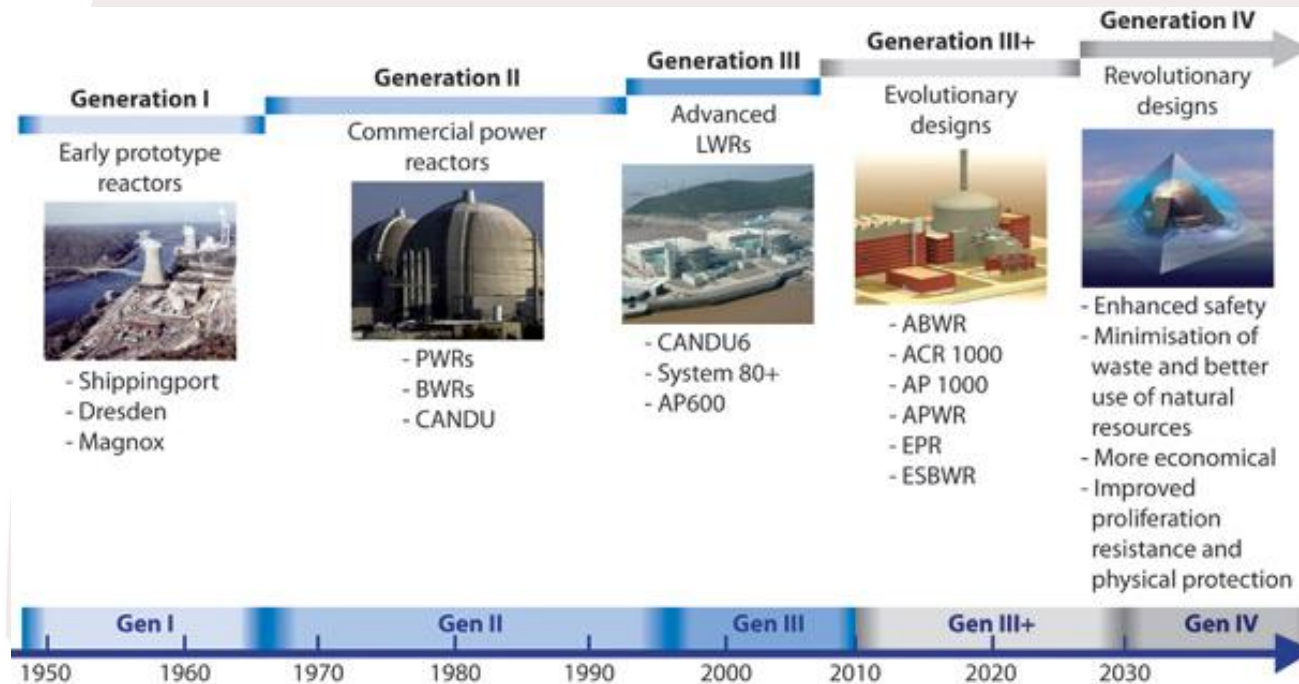 Generation I
Early prototype
reactors
- Shippingport
- Dresden
- Magnox
Generation II
Commercial power
reactors
- PWRs
- BWRs
- CANDU
Generation III
Advanced
LWRs
- CANDU6
- System 80+
- AP600
Generation III+
Evolutionary
designs
- ABWR
- ACR 1000
- AP 1000
- APWR
- EPR
- ESBWR
Generation IV
Revolutionary
designs
- Enhanced safety
- Minimisation of
waste and better
use of natural
resources
- More economical
- Improved
proliferation
resistance and
physical protection
Gen I Gen II Gen III Gen III+ Gen IV
1950 1960 1970 1980 1990 2000 2010 2020 2030